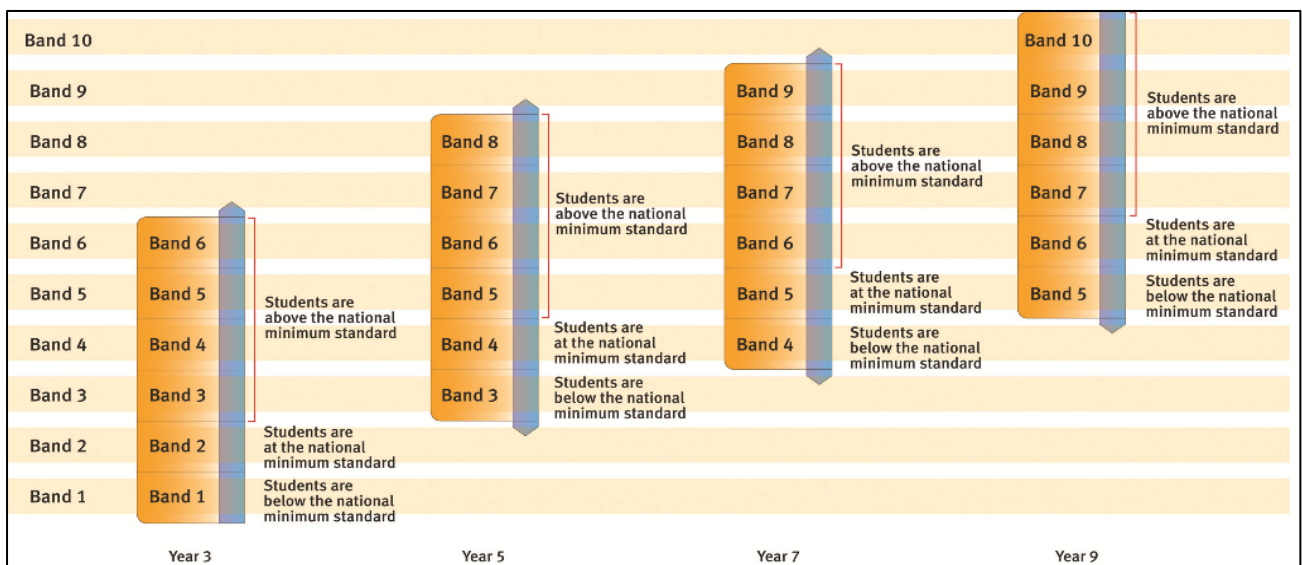 Band 10
Band 9
Band 8
Band 7
Band 6
Band 5
Band 4
Band 3
Band 2
Band 1
Band 6
Band 5
Band 4
Band 3
Band 2
Band 1
Students are
above the national
minimum standard
Students are
at the national
minimum standard
Students are
below the national
minimum standard
Year 3
Band 8
Band 7
Band 6
Band 5
Band 4
Band 3
Students are
above the national
minimum standard
Students are
at the national
minimum standard
Students are
below the national
minimum standard
Year 5
Band 9
Band 8
Band 7
Band 6
Band 5
Band 4
Students are
above the national
minimum standard
Students are
at the national
minimum standard
Students are
below the national
minimum standard
Year 7
Band 10
Band 9
Band 8
Band 7
Band 6
Band 5
Students are
above the national
minimum standard
Students are
at the national
minimum standard
Students are
below the national
minimum standard
Year 9